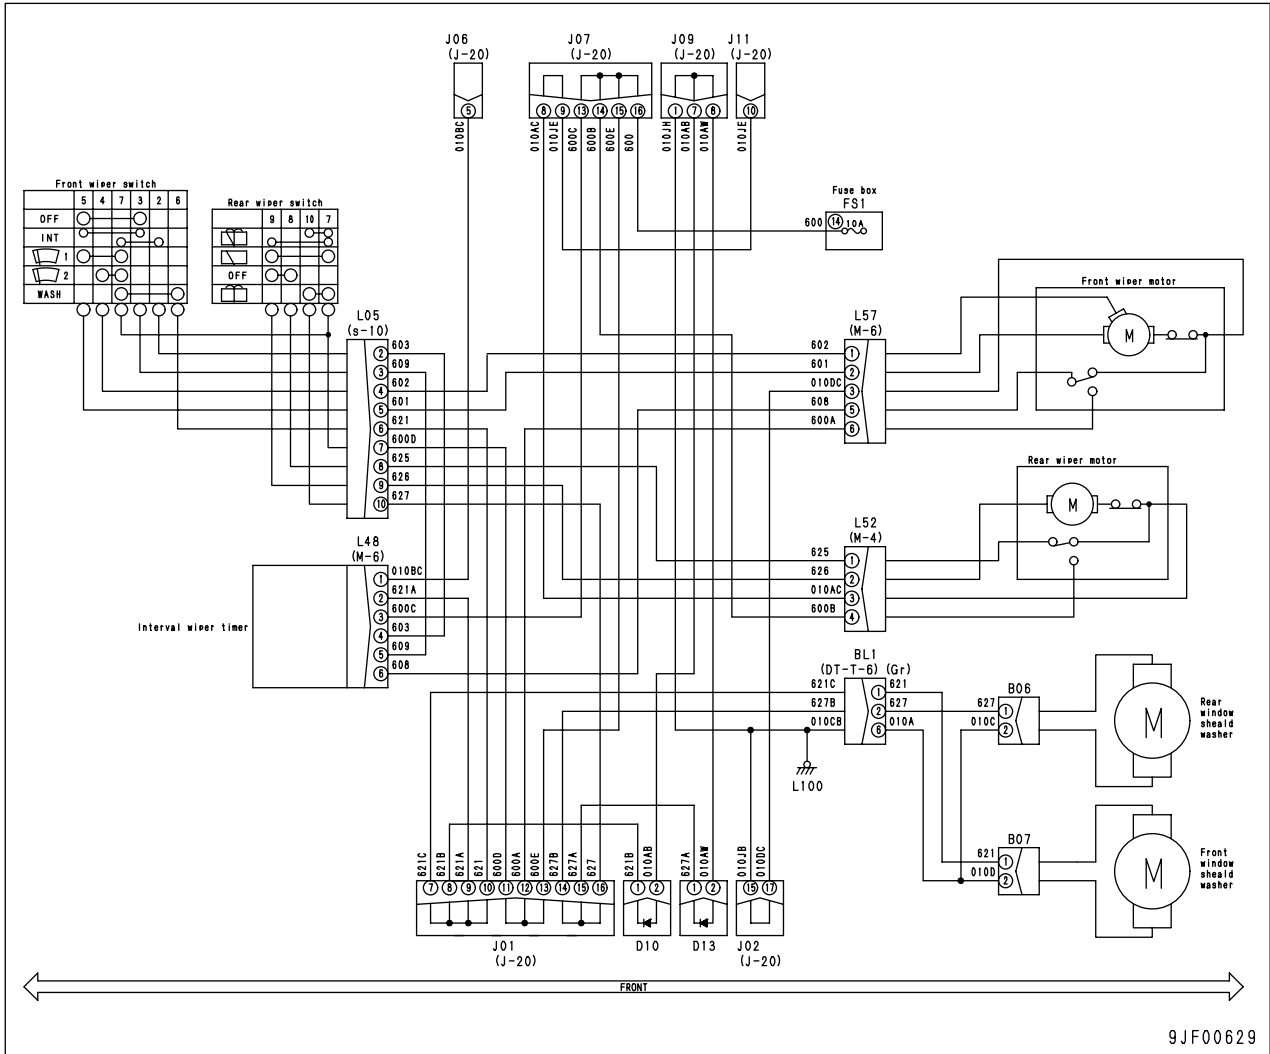 J06
(J-20)
J07
(J-20)
J09
(J-20)
J11
(J-20)
5
8 9 13 14 15 16
1 7 8
10
010BC
010AC
010JE
600C
600B
600E
600
010JH
010AB
010AW
010JE
Front wiper switch
5 4 7 3 2 6
OFF
INT
1
2
WASH
Rear wiper switch
9 8 10 7
OFF
Fuse box
FS1
600
14
10A
Front wiper motor
M
L05
(s-10)
2 603
3 609
4 602
5 601
6 621
7 600D
8 625
9 626
10 627
L57
(M-6)
602 1
601 2
010DC 3
608 5
600A 6
Rear wiper motor
M
L52
(M-4)
625 1
626 2
010AC 3
600B 4
L48
(M-6)
Interval wiper timer
1 010BC
2 621A
3 600C
4 603
5 609
6 608
BL1
(DT-T-6) (Gr)
621C 1 621
627B 2 627
010CB 6 010A
L100
B06
627 1
010C 2
M
Rear
window
sheald
washer
B07
621 1
010D 2
M
Front
window
sheald
washer
621C
621B
621A
621
600D
600A
600E
627B
627A
627
621B
010AB
627A
010AW
010JB
010DC
7 8 9 10 11 12 13 14 15 16
1 2
1 2
15 17
J01
(J-20)
D10
D13
J02
(J-20)
FRONT
9JF00629